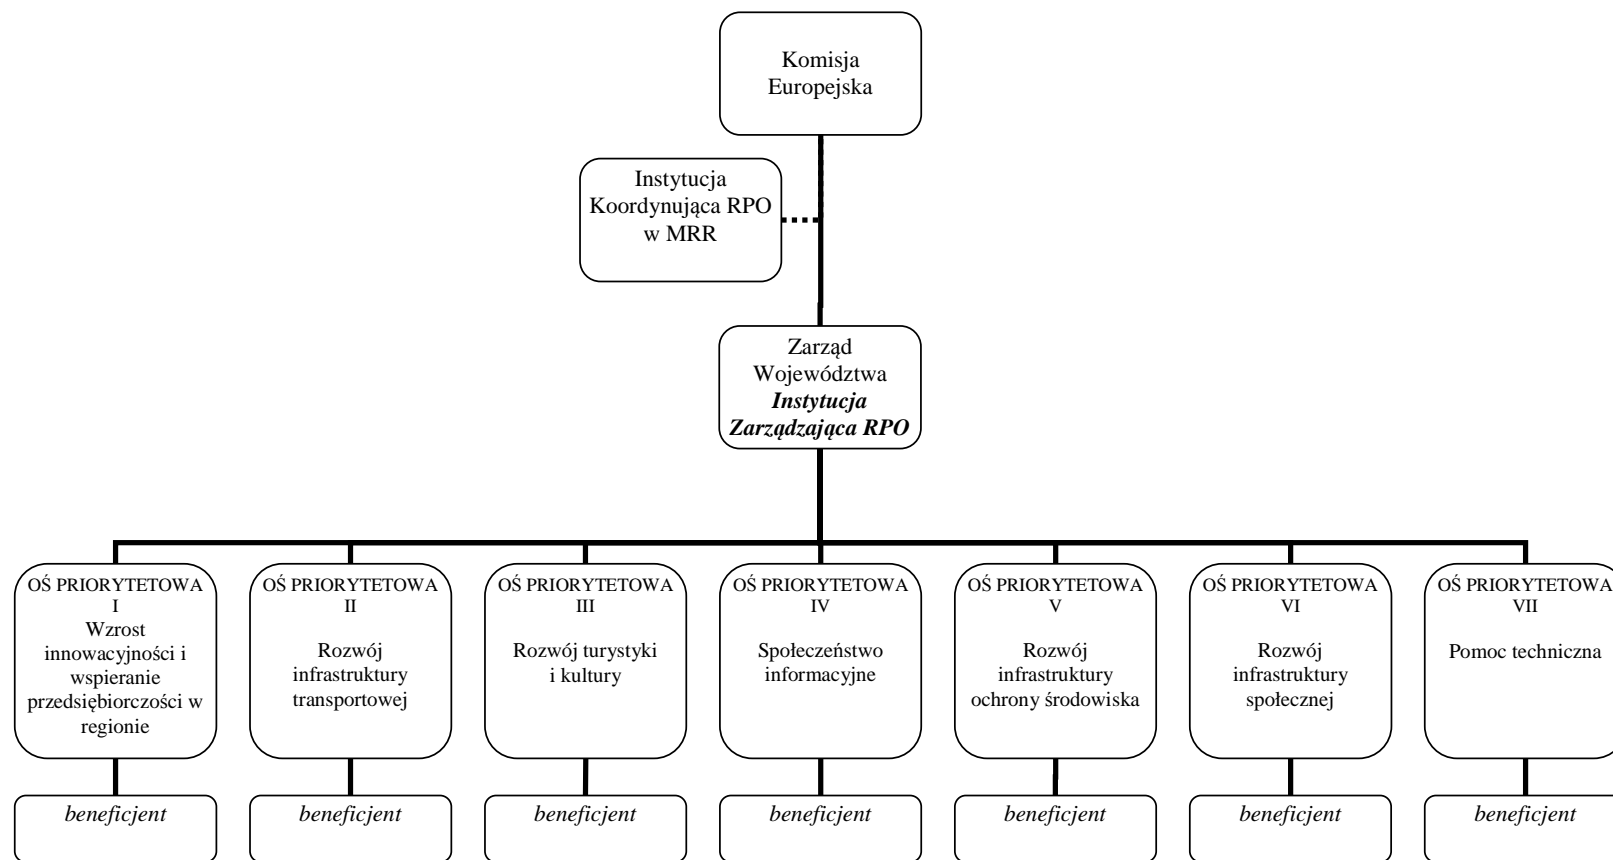 Komisja
Europejska
Instytucja
Koordynująca RPO
w MRR
Zarząd
Województwa
Instytucja
Zarządzająca RPO
OŚ PRIORYTETOWA
I
Wzrost
innowacyjności i
wspieranie
przedsiębiorczości w
regionie
OŚ PRIORYTETOWA
II
Rozwój
infrastruktury
transportowej
OŚ PRIORYTETOWA
III
Rozwój turystyki
i kultury
OŚ PRIORYTETOWA
IV
Społeczeństwo
informacyjne
OŚ PRIORYTETOWA
V
Rozwój
infrastruktury
ochrony środowiska
OŚ PRIORYTETOWA
VI
Rozwój
infrastruktury
społecznej
OŚ PRIORYTETOWA
VII
Pomoc techniczna
beneficjent
beneficjent
beneficjent
beneficjent
beneficjent
beneficjent
beneficjent